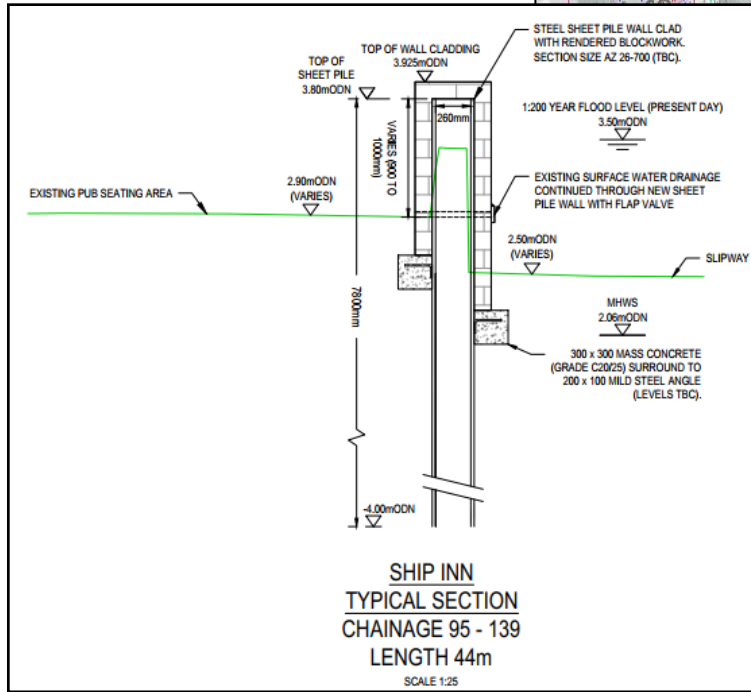 STEEL SHEET PILE WALL CLAD
WITH RENDERED BLOCKWORK.
SECTION SIZE AZ 26-700 (TBC).
TOP OF WALL CLADDING
3.925mODN
TOP OF
SHEET PILE
3.80mODN
1:200 YEAR FLOOD LEVEL (PRESENT DAY)
3.50mODN
260mm
VARIES (900 TO
1000mm)
EXISTING SURFACE WATER DRAINAGE
CONTINUED THROUGH NEW SHEET
PILE WALL WITH FLAP VALVE
EXISTING PUB SEATING AREA
2.90mODN
(VARIES)
2.50mODN
(VARIES)
SLIPWAY
7800mm
MHWS
2.06mODN
300 x 300 MASS CONCRETE
(GRADE C20/25) SURROUND TO
200 x 100 MILD STEEL ANGLE
(LEVELS TBC).
-4.00mODN
SHIP INN
TYPICAL SECTION
CHAINAGE 95 - 139
LENGTH 44m
SCALE 1:25